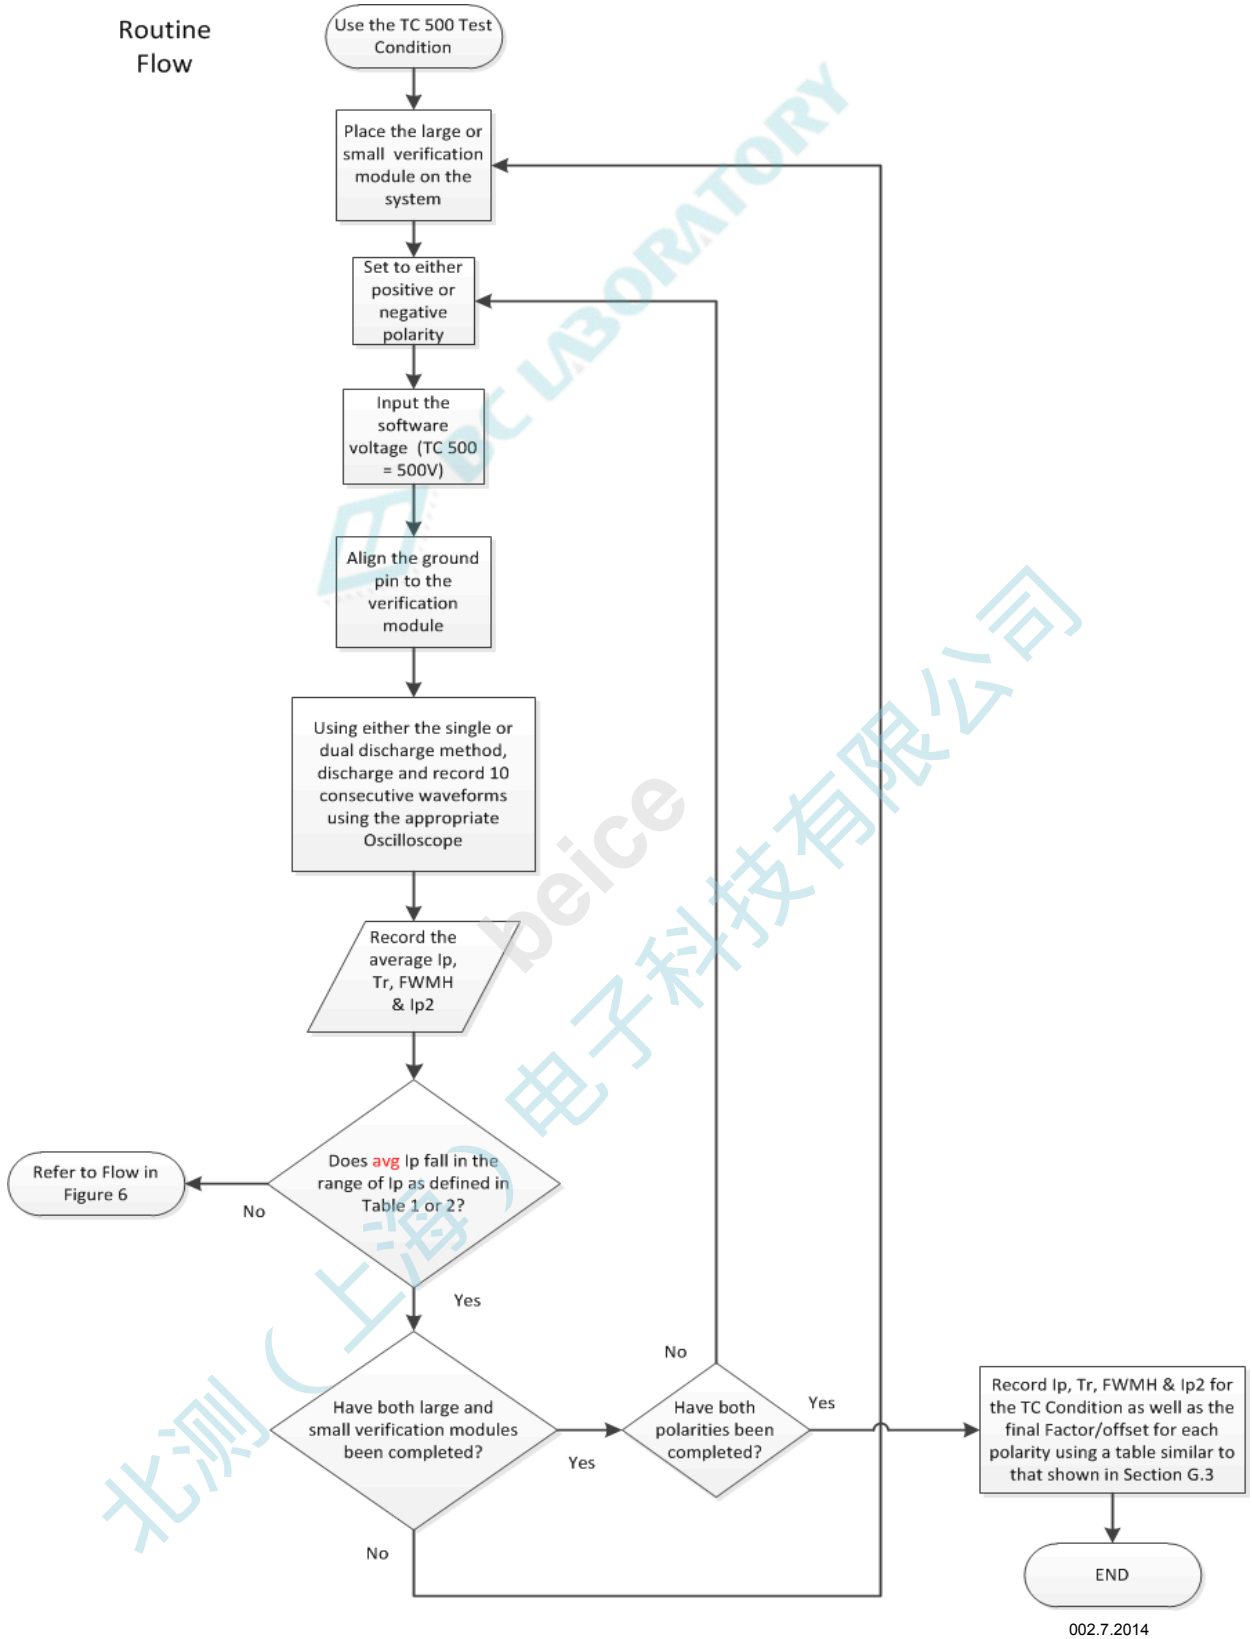 Routine
Flow
Use the TC 500 Test
Condition
Place the large or
small verification
module on the
system
Set to either
positive or
negative
polarity
Input the
software
voltage (TC 500
= 500V)
Align the ground
pin to the
verification
module
Using either the single or
dual discharge method,
discharge and record 10
consecutive waveforms
using the appropriate
Oscilloscope
Record the
average Ip,
Tr, FWMH
& Ip2
Does avg Ip fall in the
range of Ip as defined in
Table 1 or 2?
No
Refer to Flow in
Figure 6
Yes
Have both large and
small verification modules
been completed?
Yes
No
Have both
polarities been
completed?
No
Yes
Record Ip, Tr, FWMH & Ip2 for
the TC Condition as well as the
final Factor/offset for each
polarity using a table similar to
that shown in Section G.3
END
002.7.2014
BC LABORATORY
beice
北测（上海）电子科技有限公司